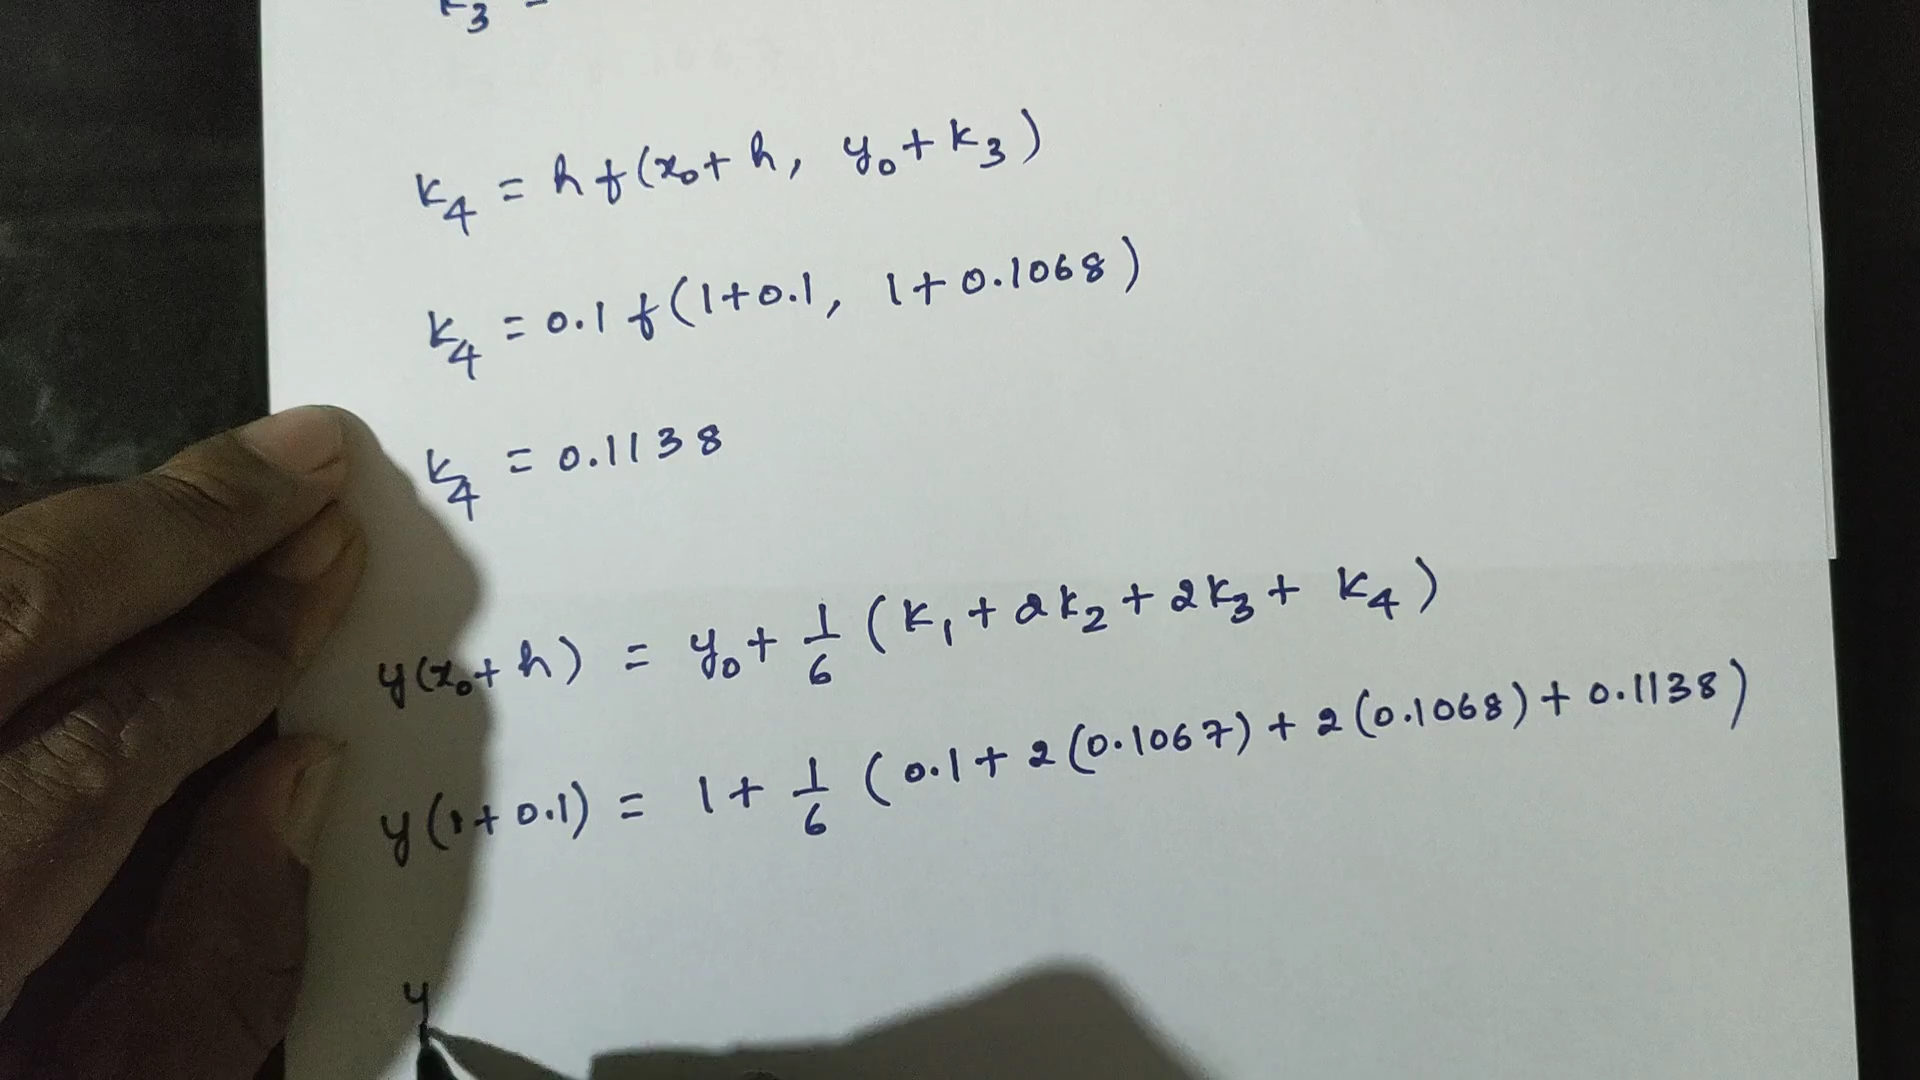 K₃ =
K₄ = hf(x₀+h, y₀+K₃)
K₄ = 0.1 f(1+0.1, 1+0.1068)
K₄ = 0.1138
y(x₀+h) = y₀ + 1/6 (K₁ + 2K₂ + 2K₃ + K₄)
y(1+0.1) = 1 + 1/6 (0.1 + 2(0.1067) + 2(0.1068) + 0.1138)
y